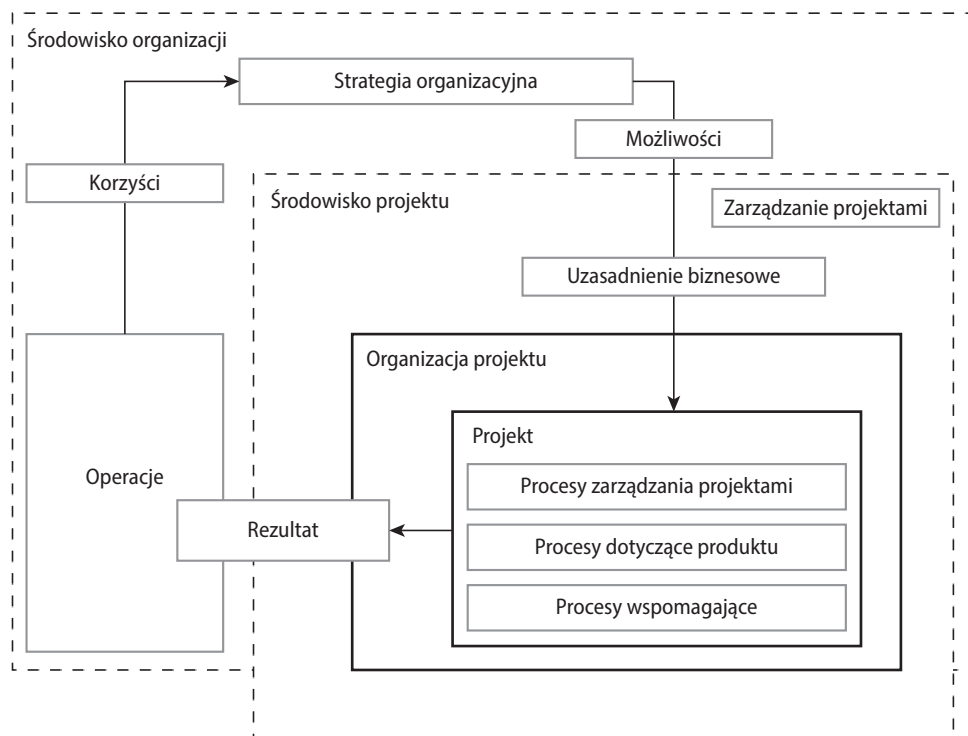 Środowisko organizacji
Strategia organizacyjna
Możliwości
Korzyści
Środowisko projektu
Zarządzanie projektami
Uzasadnienie biznesowe
Organizacja projektu
Projekt
Procesy zarządzania projektami
Operacje
Rezultat
Procesy dotyczące produktu
Procesy wspomagające